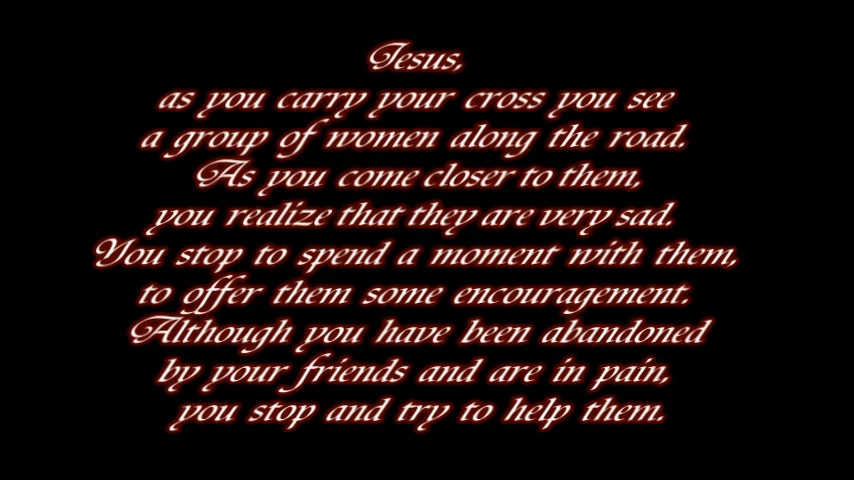 Jesus,
as you carry your cross you see
a group of women along the road.
As you come closer to them,
you realize that they are very sad.
You stop to spend a moment with them,
to offer them some encouragement.
Although you have been abandoned
by your friends and are in pain,
you stop and try to help them.